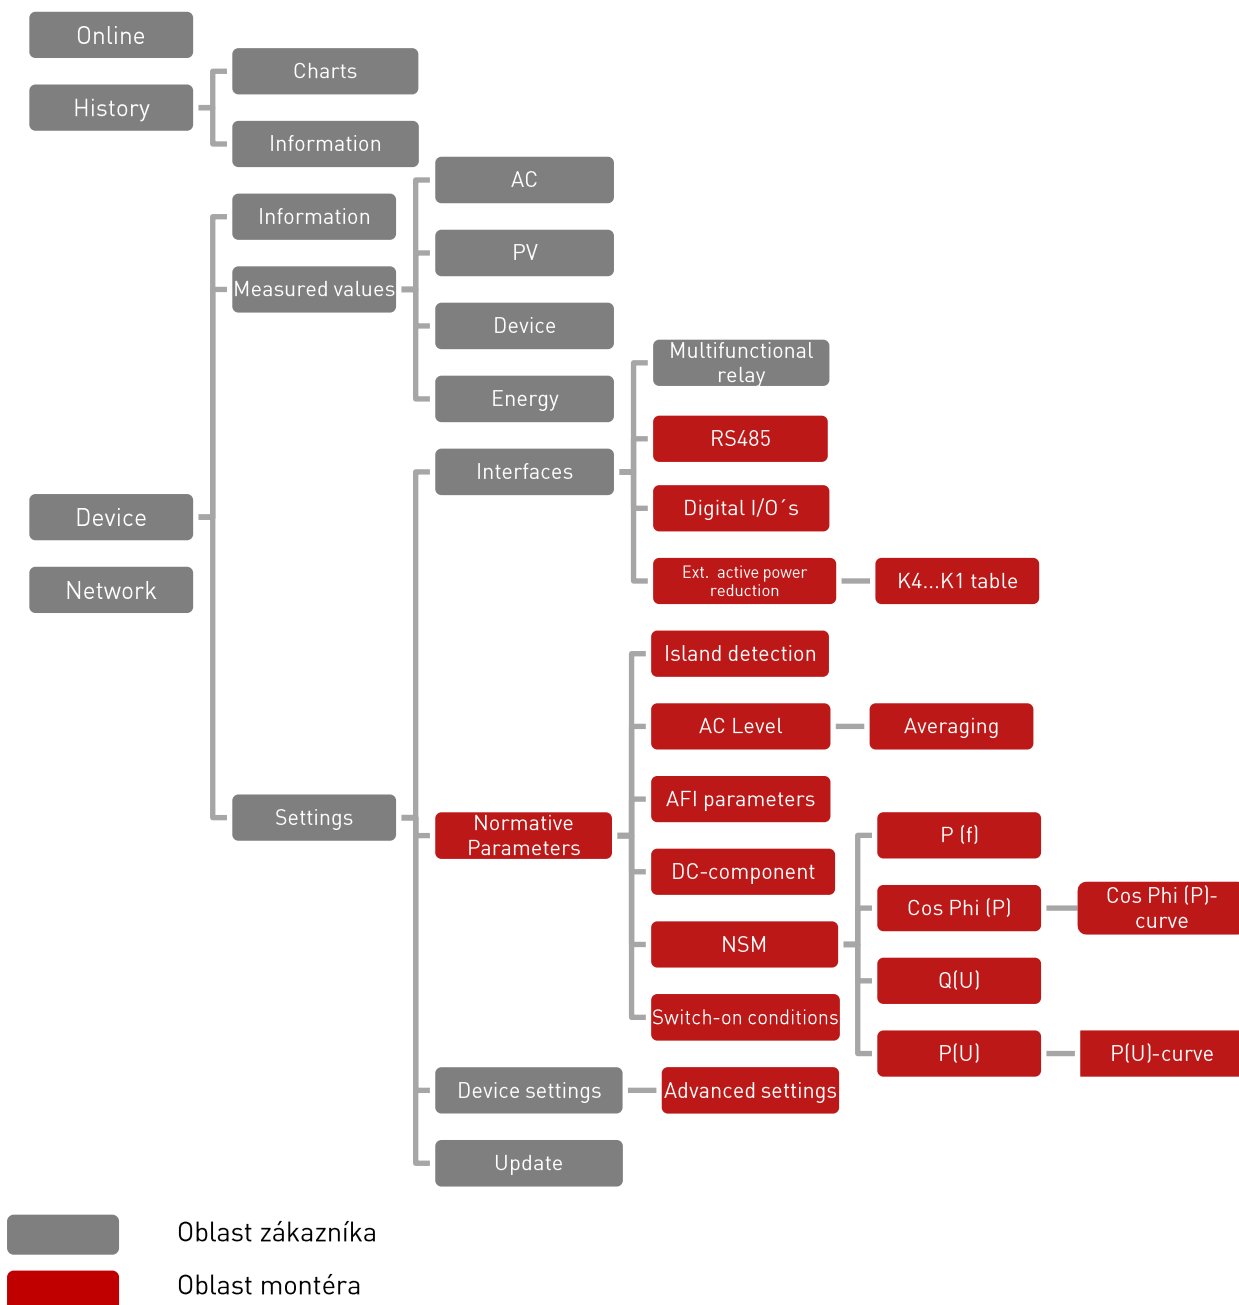 Online
History
Charts
Information
Information
Measured values
AC
PV
Device
Energy
Device
Network
Settings
Interfaces
Multifunctional
relay
RS485
Digital I/O´s
Ext. active power
reduction
K4...K1 table
Normative
Parameters
Island detection
AC Level
Averaging
AFI parameters
DC-component
NSM
P (f)
Cos Phi (P)
Cos Phi (P)-
curve
Q(U)
P(U)
P(U)-curve
Switch-on conditions
Device settings
Advanced settings
Update
Oblast zákazníka
Oblast montéra